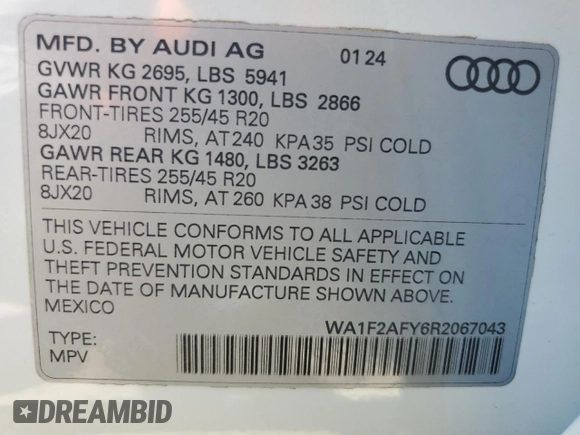 MFD. BY AUDI AG 01 24
GVWR KG 2695, LBS 5941
GAWR FRONT KG 1300, LBS 2866
FRONT-TIRES 255/45 R20
8JX20 RIMS, AT 240 KPA 35 PSI COLD
GAWR REAR KG 1480, LBS 3263
REAR-TIRES 255/45 R20
8JX20 RIMS, AT 260 KPA 38 PSI COLD
THIS VEHICLE CONFORMS TO ALL APPLICABLE
U.S. FEDERAL MOTOR VEHICLE SAFETY AND
THEFT PREVENTION STANDARDS IN EFFECT ON
THE DATE OF MANUFACTURE SHOWN ABOVE.
MEXICO
WA1F2AFY6R2067043
TYPE:
MPV
DREAMBID